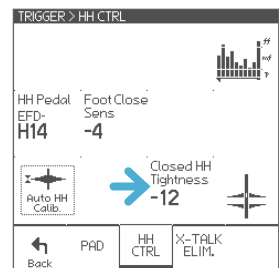 TRIGGER > HH CTRL
ff
mf
p
HH Pedal Foot Close
EFD- Sens
H14 -4
Closed HH
Tightness
-12
Auto HH
Calib.
Back PAD HH CTRL X-TALK ELIM.